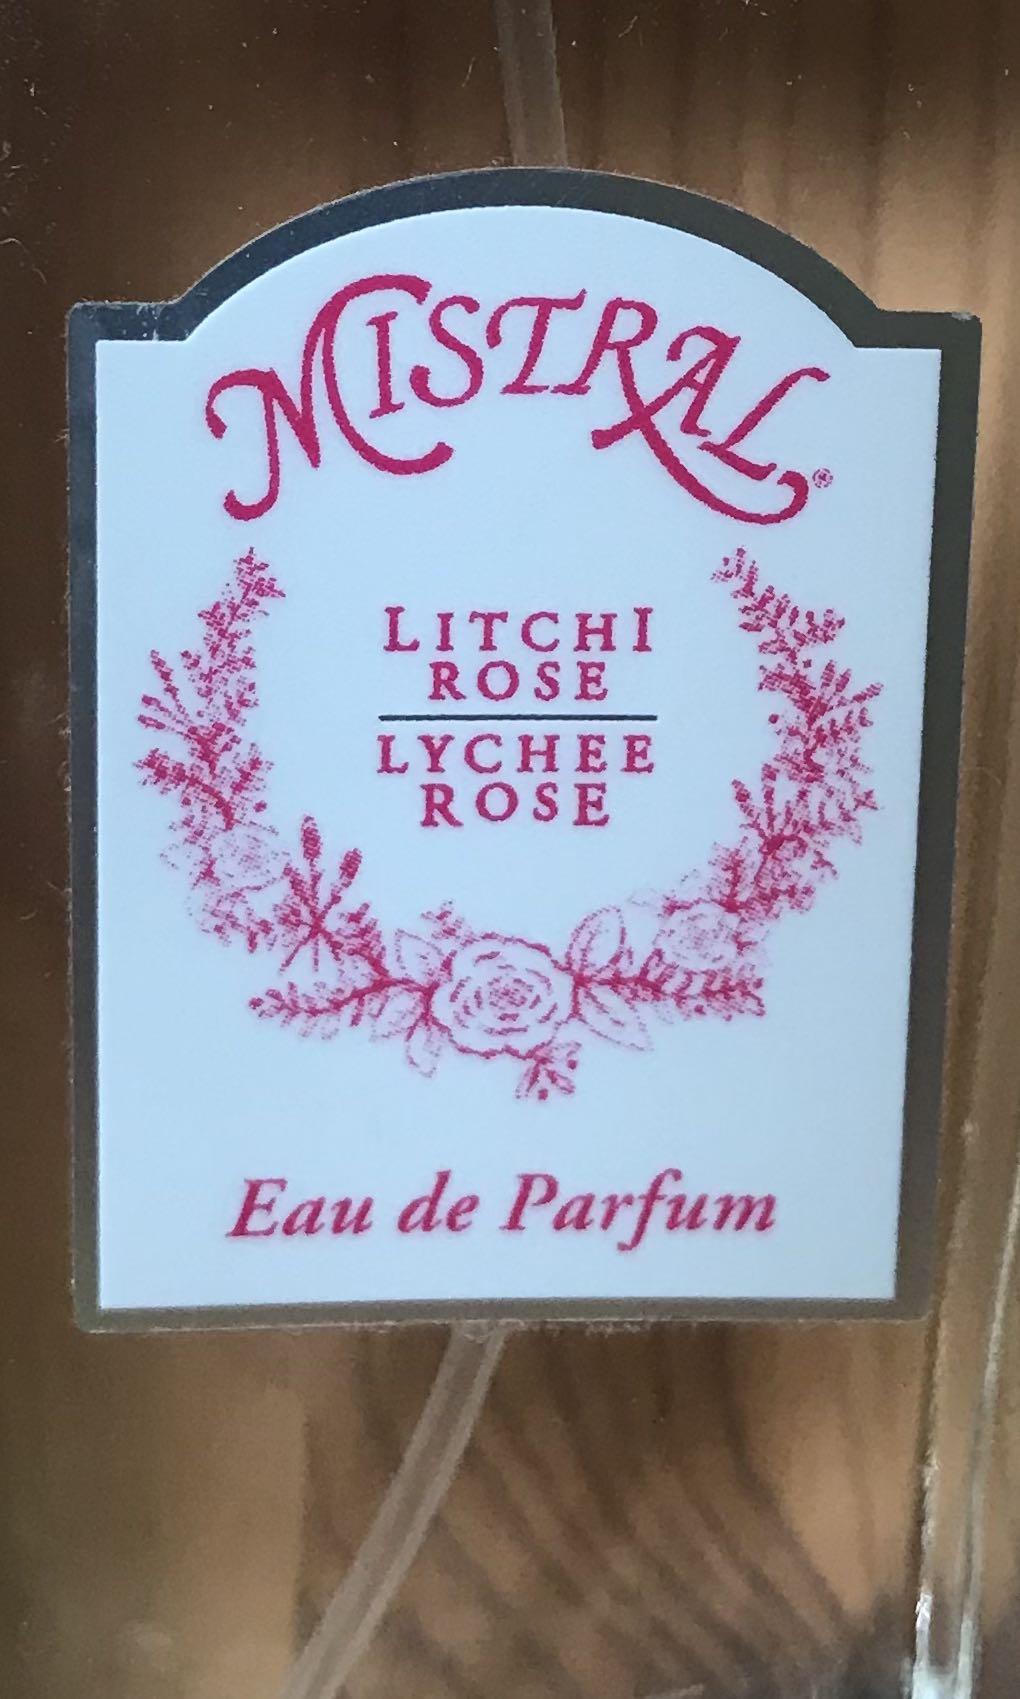 MISTRAL®
LITCHI
ROSE
LYCHEE
ROSE
Eau de Parfum